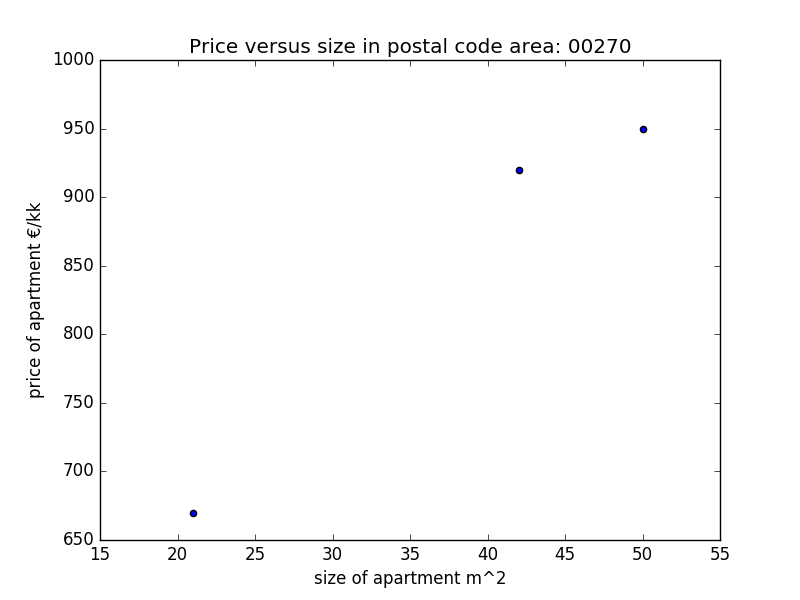 Price versus size in postal code area: 00270
1000
950
900
850
800
750
700
650
price of apartment €/kk
15 20 25 30 35 40 45 50 55
size of apartment m^2